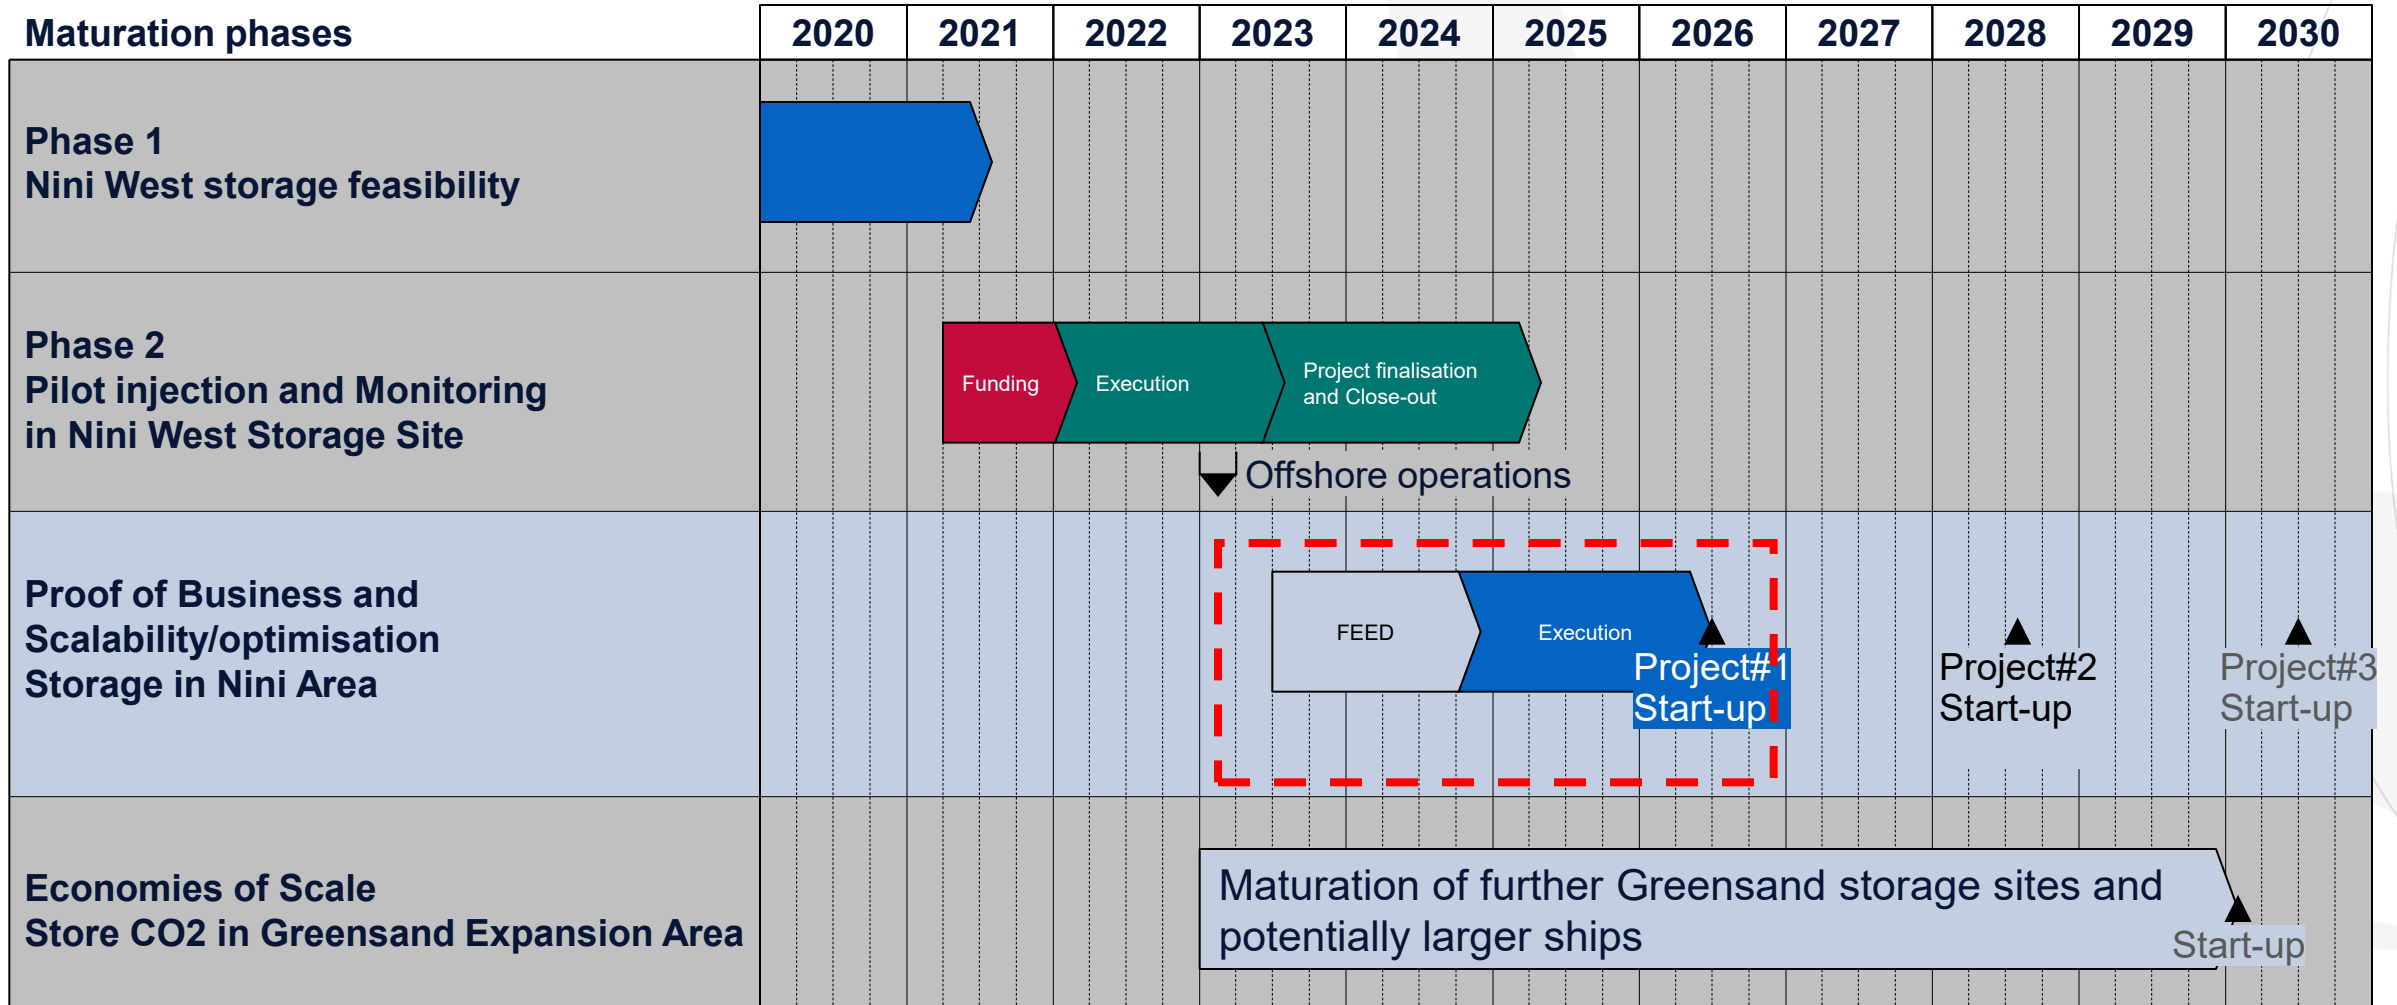 Maturation phases
2020 2021 2022 2023 2024 2025 2026 2027 2028 2029 2030
Phase 1
Nini West storage feasibility
Phase 2
Pilot injection and Monitoring
in Nini West Storage Site
Funding
Execution
Project finalisation
and Close-out
Offshore operations
Proof of Business and
Scalability/optimisation
Storage in Nini Area
FEED
Execution
Project#1
Start-up
Project#2
Start-up
Project#3
Start-up
Economies of Scale
Store CO2 in Greensand Expansion Area
Maturation of further Greensand storage sites and
potentially larger ships
Start-up